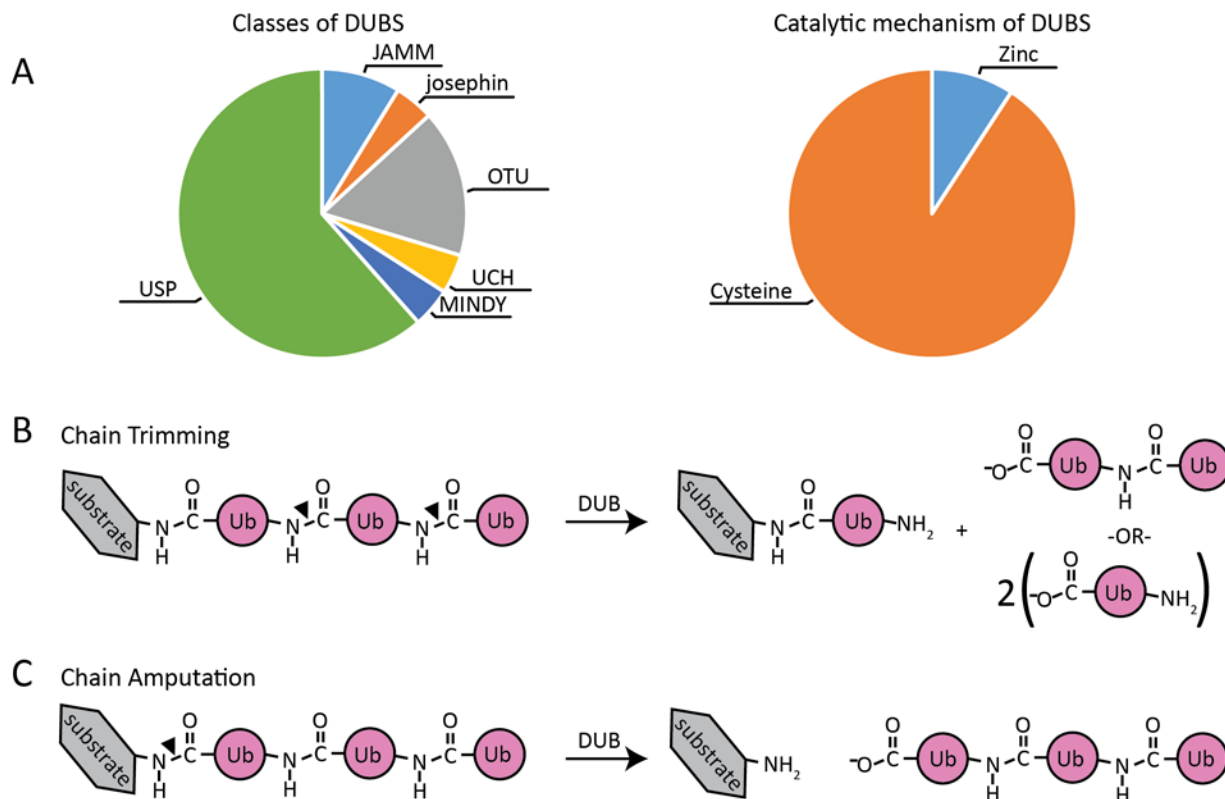 Classes of DUBS
Catalytic mechanism of DUBS
A
JAMM
josephin
OTU
UCH
MINDY
USP
Zinc
Cysteine
B Chain Trimming
substrate N H O C Ub N H O C Ub N H O C Ub
DUB
substrate N H O C Ub NH2
+
-O C O Ub N H C O Ub
-OR-
2( -O C O Ub NH2 )
C Chain Amputation
substrate N H O C Ub N H O C Ub N H O C Ub
DUB
substrate NH2
-O C O Ub N H C O Ub N H C O Ub